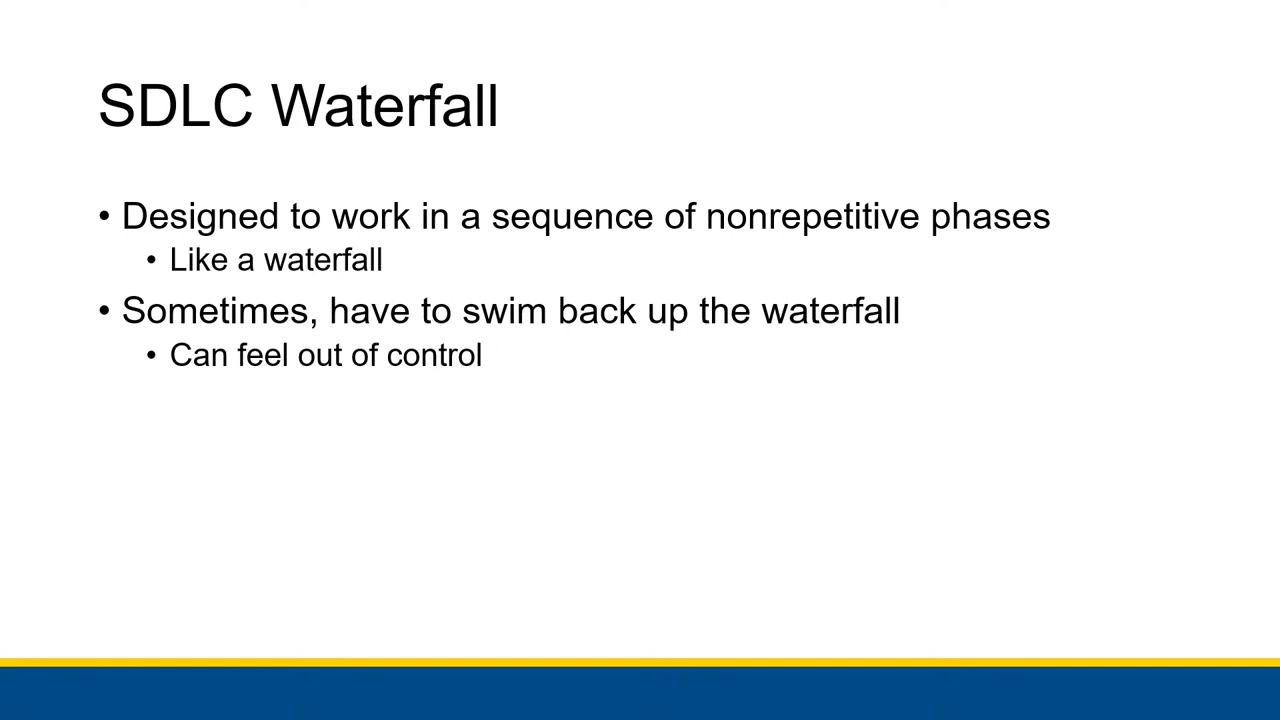 SDLC Waterfall
• Designed to work in a sequence of nonrepetitive phases
• Like a waterfall
• Sometimes, have to swim back up the waterfall
• Can feel out of control